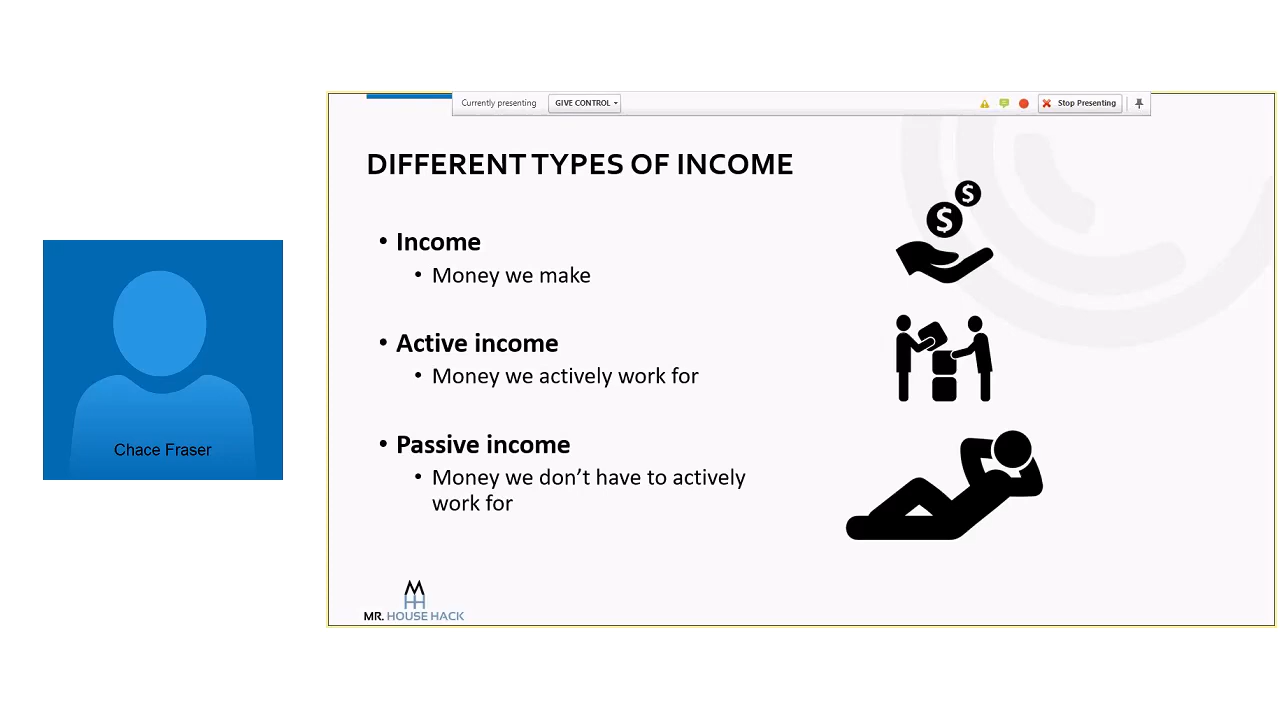 Currently presenting
GIVE CONTROL
Stop Presenting
DIFFERENT TYPES OF INCOME
$
$
• Income
• Money we make
• Active income
• Money we actively work for
• Passive income
• Money we don’t have to actively
work for
Chace Fraser
MR. HOUSE HACK